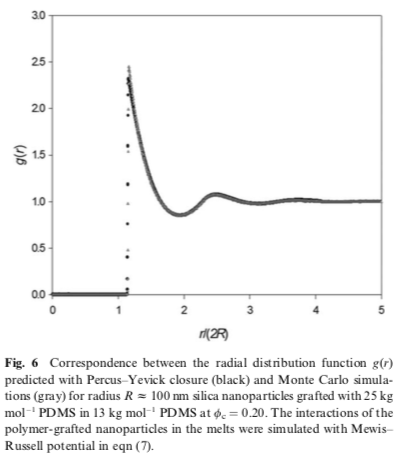 3.0
2.5
2.0
1.5
1.0
0.5
0.0
g(r)
0 1 2 3 4 5
r/(2R)
Fig. 6 Correspondence between the radial distribution function g(r)
predicted with Percus–Yevick closure (black) and Monte Carlo simula-
tions (gray) for radius R ≈ 100 nm silica nanoparticles grafted with 25 kg
mol⁻¹ PDMS in 13 kg mol⁻¹ PDMS at ϕc = 0.20. The interactions of the
polymer-grafted nanoparticles in the melts were simulated with Mewis–
Russell potential in eqn (7).